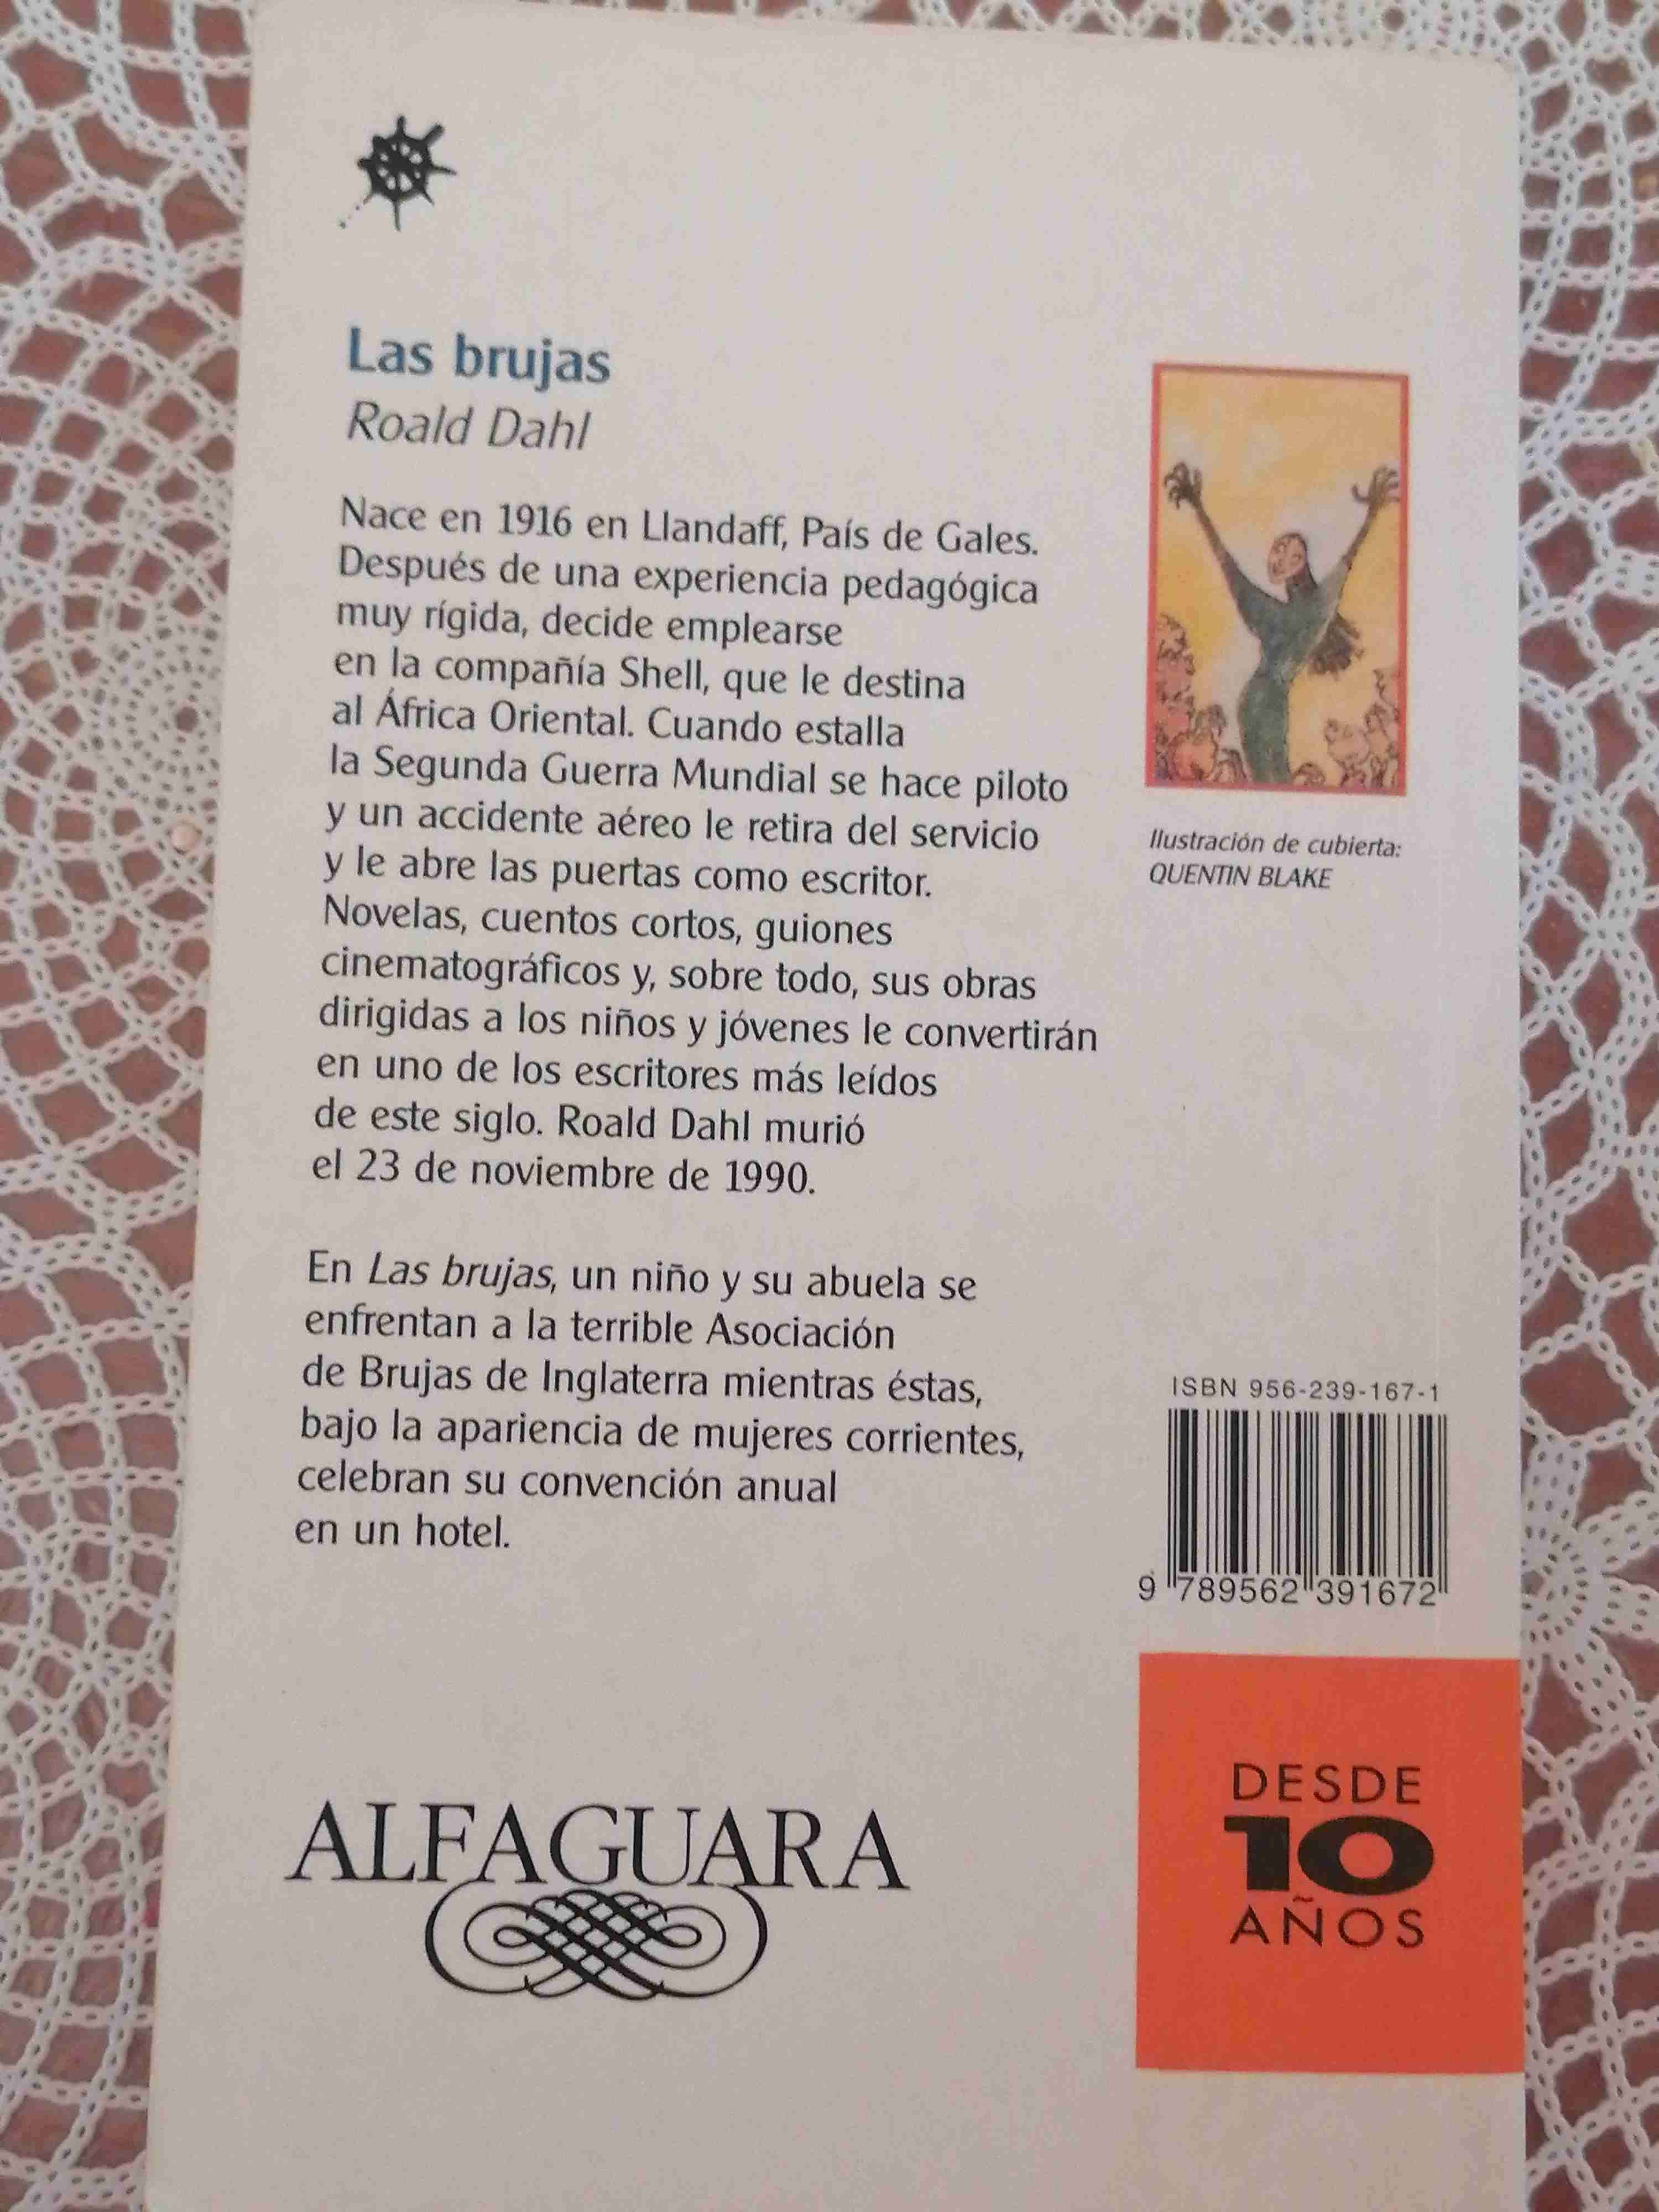 Las brujas
Roald Dahl
Nace en 1916 en Llandaff, País de Gales.
Después de una experiencia pedagógica
muy rígida, decide emplearse
en la compañía Shell, que le destina
al África Oriental. Cuando estalla
la Segunda Guerra Mundial se hace piloto
y un accidente aéreo le retira del servicio
y le abre las puertas como escritor.
Novelas, cuentos cortos, guiones
cinematográficos y, sobre todo, sus obras
dirigidas a los niños y jóvenes le convertirán
en uno de los escritores más leídos
de este siglo. Roald Dahl murió
el 23 de noviembre de 1990.
En Las brujas, un niño y su abuela se
enfrentan a la terrible Asociación
de Brujas de Inglaterra mientras éstas,
bajo la apariencia de mujeres corrientes,
celebran su convención anual
en un hotel.
Ilustración de cubierta:
QUENTIN BLAKE
ISBN 956-239-167-1
9 789562 391672
ALFAGUARA
DESDE
10
AÑOS